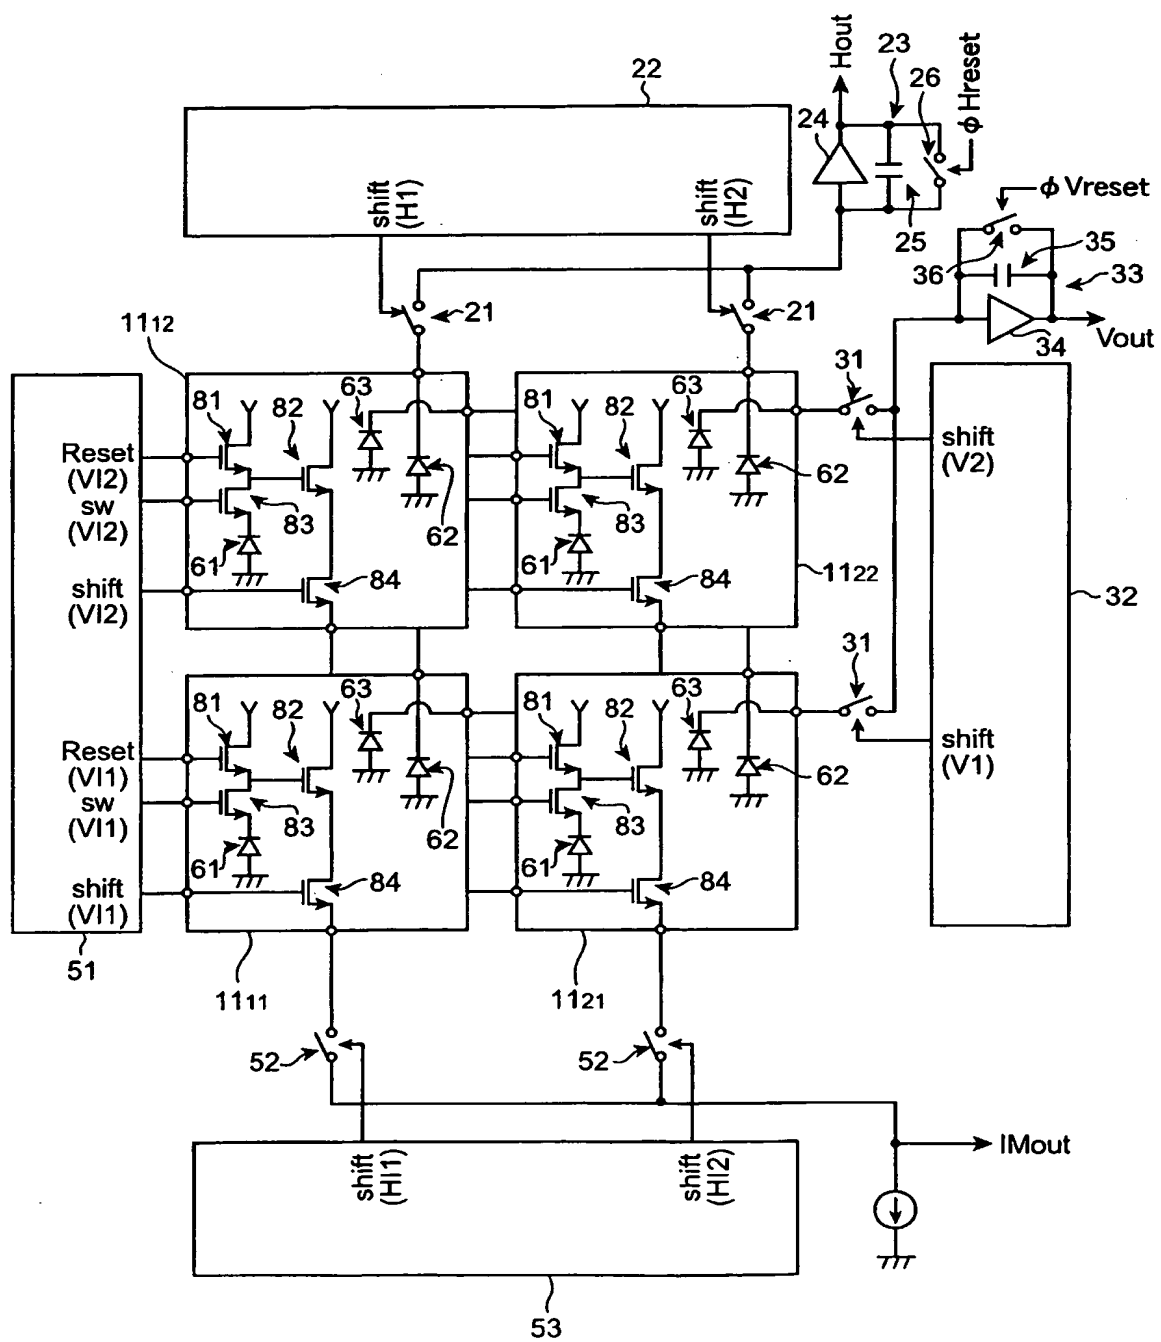 22
shift
(H1)
shift
(H2)
Hout
23
26
24
25
φ Hreset
φ Vreset
36
35
33
34
Vout
21
21
1112
81
82
63
62
83
61
84
Reset
(VI2)
sw
(VI2)
shift
(VI2)
81
82
63
62
83
61
84
1122
31
shift
(V2)
32
31
shift
(V1)
81
82
63
62
83
61
84
Reset
(VI1)
sw
(VI1)
shift
(VI1)
51
81
82
63
62
83
61
84
1111
1121
52
52
shift
(HI1)
shift
(HI2)
IMout
53